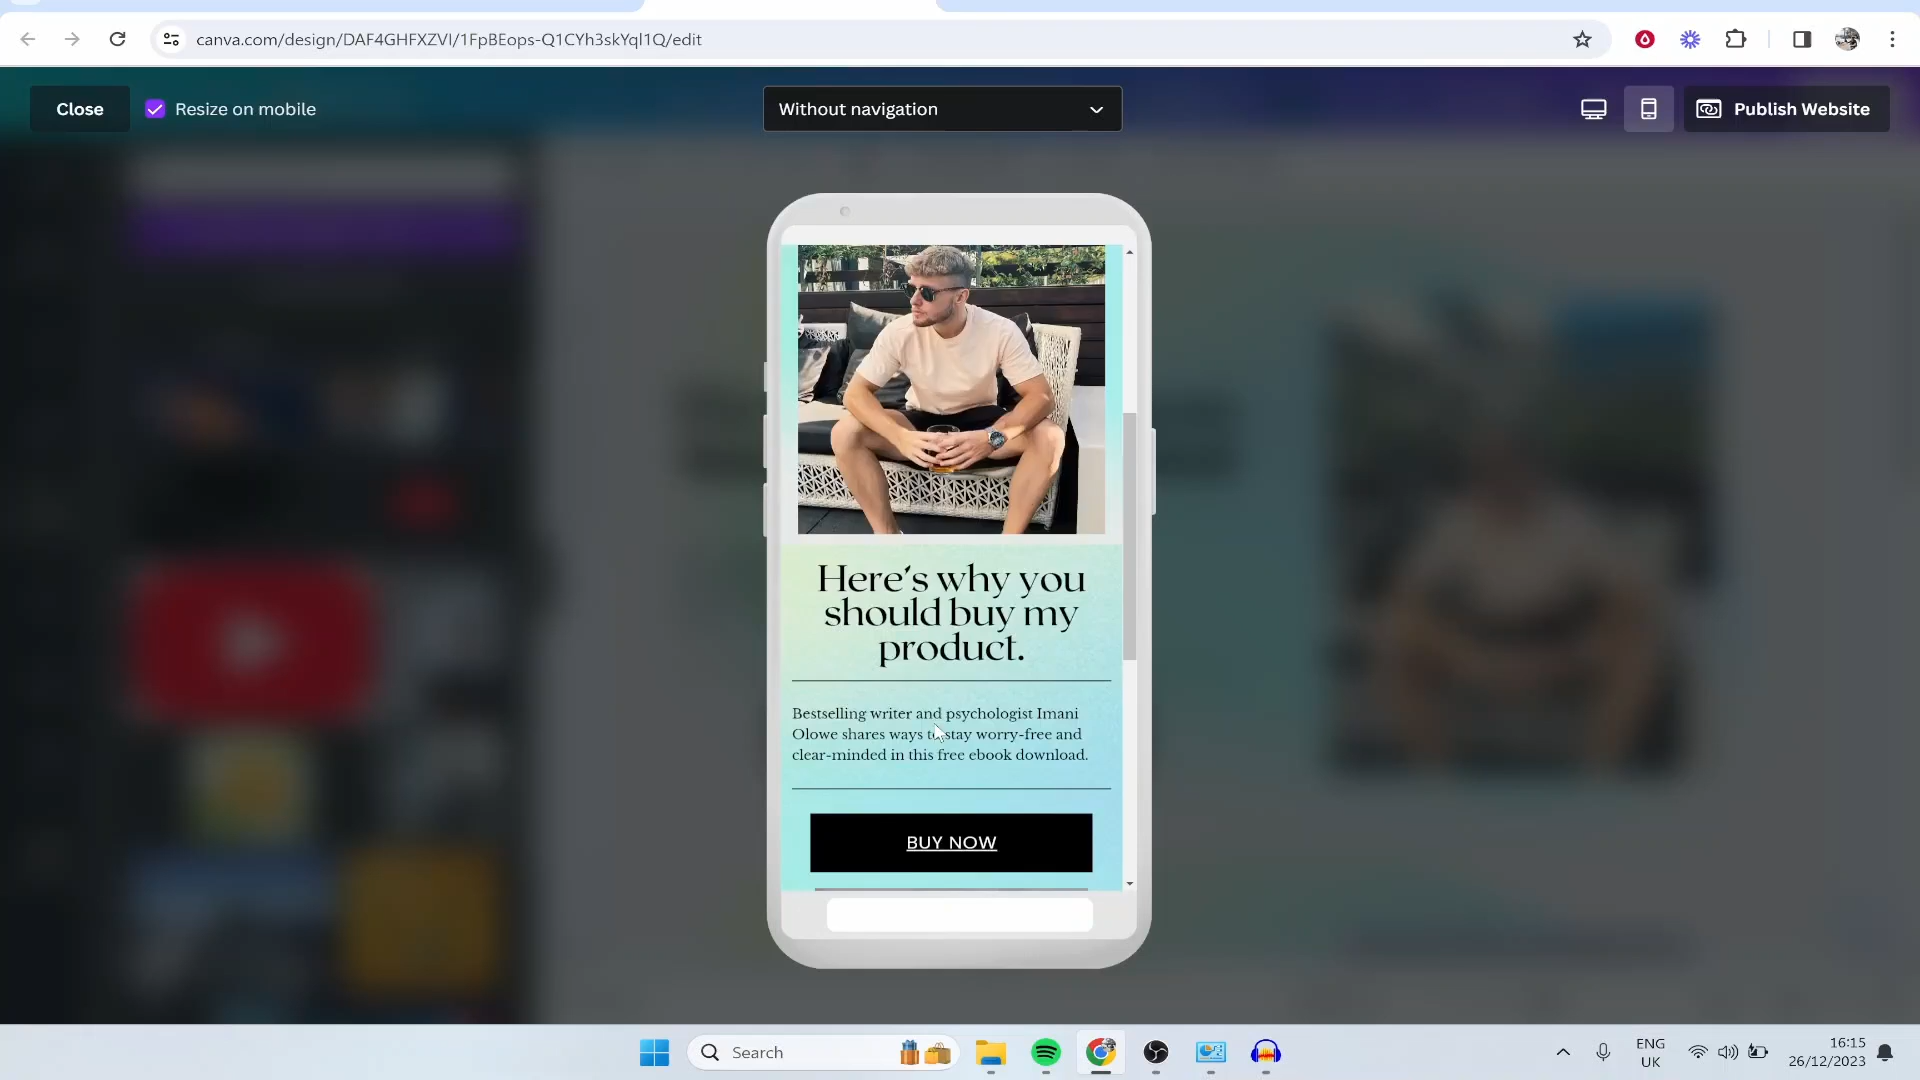 canva.com/design/DAF4GHFXZVI/1FpBEops-Q1CYh3skYql1Q/edit
Close
Resize on mobile
Without navigation
Publish Website
Here's why you
should buy my
product.
Bestselling writer and psychologist Imani
Olowe shares ways to stay worry-free and
clear-minded in this free ebook download.
BUY NOW
Search
ENG
UK
16:15
26/12/2023